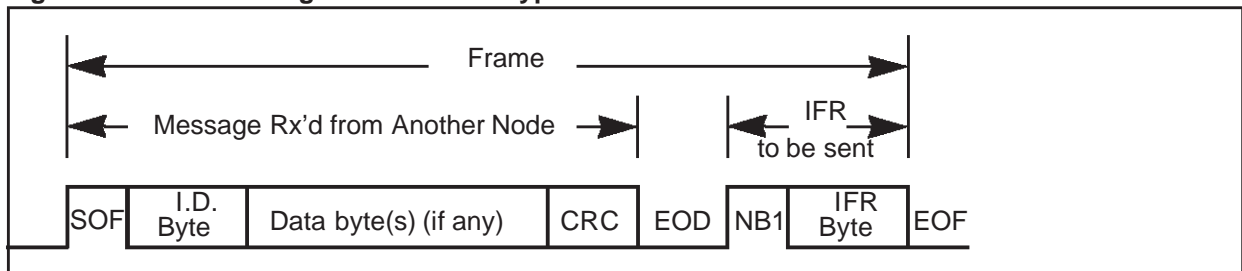 Frame
Message Rx'd from Another Node
IFR
to be sent
SOF
I.D.
Byte
Data byte(s) (if any)
CRC
EOD
NB1
IFR
Byte
EOF